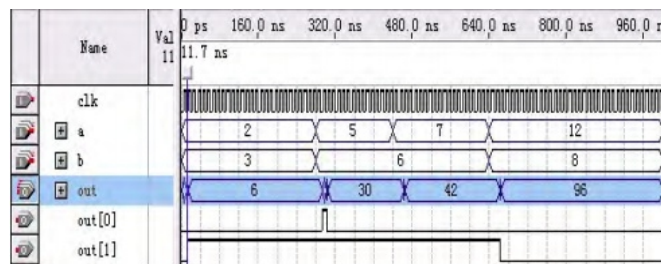 Name Val 11 0 ps 160.0 ns 320.0 ns 480.0 ns 640.0 ns 800.0 ns 960.0
11.7 ns
clk
a 2 5 7 12
b 3 6 8
out 6 30 42 96
out[0]
out[1]